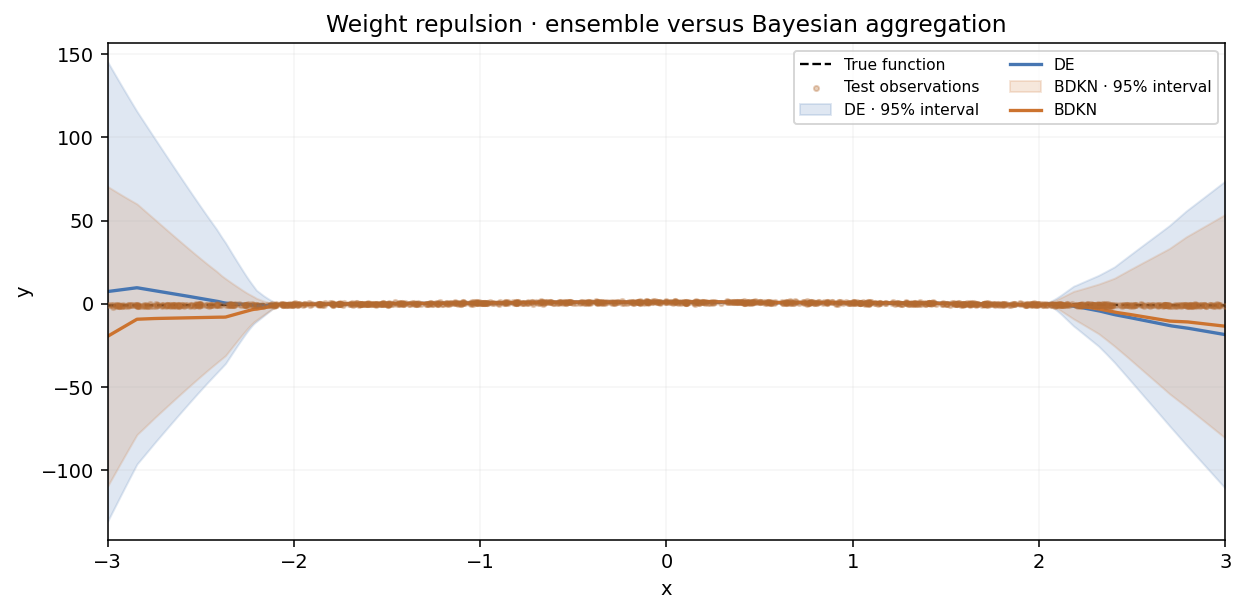 Weight repulsion · ensemble versus Bayesian aggregation
True function
Test observations
DE · 95% interval
DE
BDKN · 95% interval
BDKN
150
100
50
0
−50
−100
y
−3
−2
−1
0
1
2
3
x